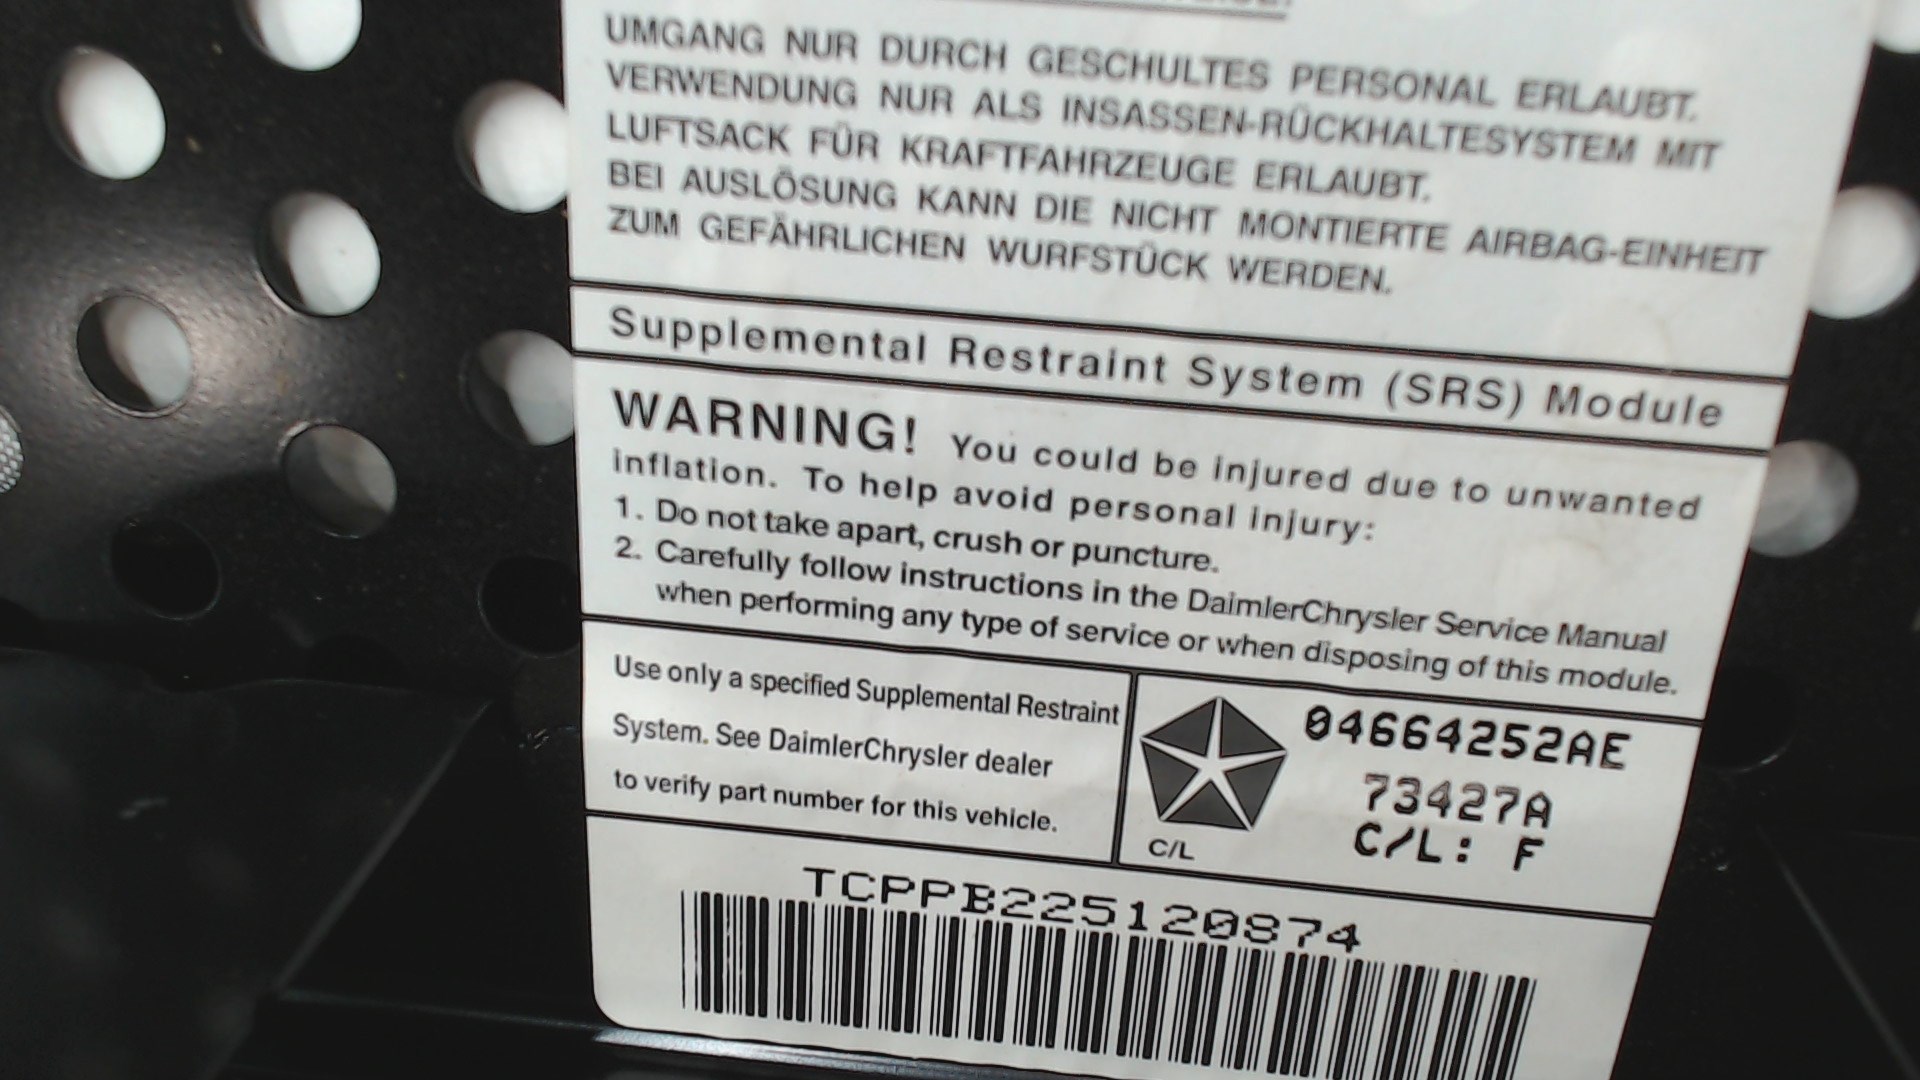 UMGANG NUR DURCH GESCHULTES PERSONAL ERLAUBT.
VERWENDUNG NUR ALS INSASSEN-RÜCKHALTESYSTEM MIT
LUFTSACK FÜR KRAFTFAHRZEUGE ERLAUBT.
BEI AUSLÖSUNG KANN DIE NICHT MONTIERTE AIRBAG-EINHEIT
ZUM GEFÄHRLICHEN WURFSTÜCK WERDEN.
Supplemental Restraint System (SRS) Module
WARNING! You could be injured due to unwanted
inflation. To help avoid personal injury:
1. Do not take apart, crush or puncture.
2. Carefully follow instructions in the DaimlerChrysler Service Manual
when performing any type of service or when disposing of this module.
Use only a specified Supplemental Restraint
System. See DaimlerChrysler dealer
to verify part number for this vehicle.
C/L
04664252AE
73427A
C/L: F
TCPPB225120874